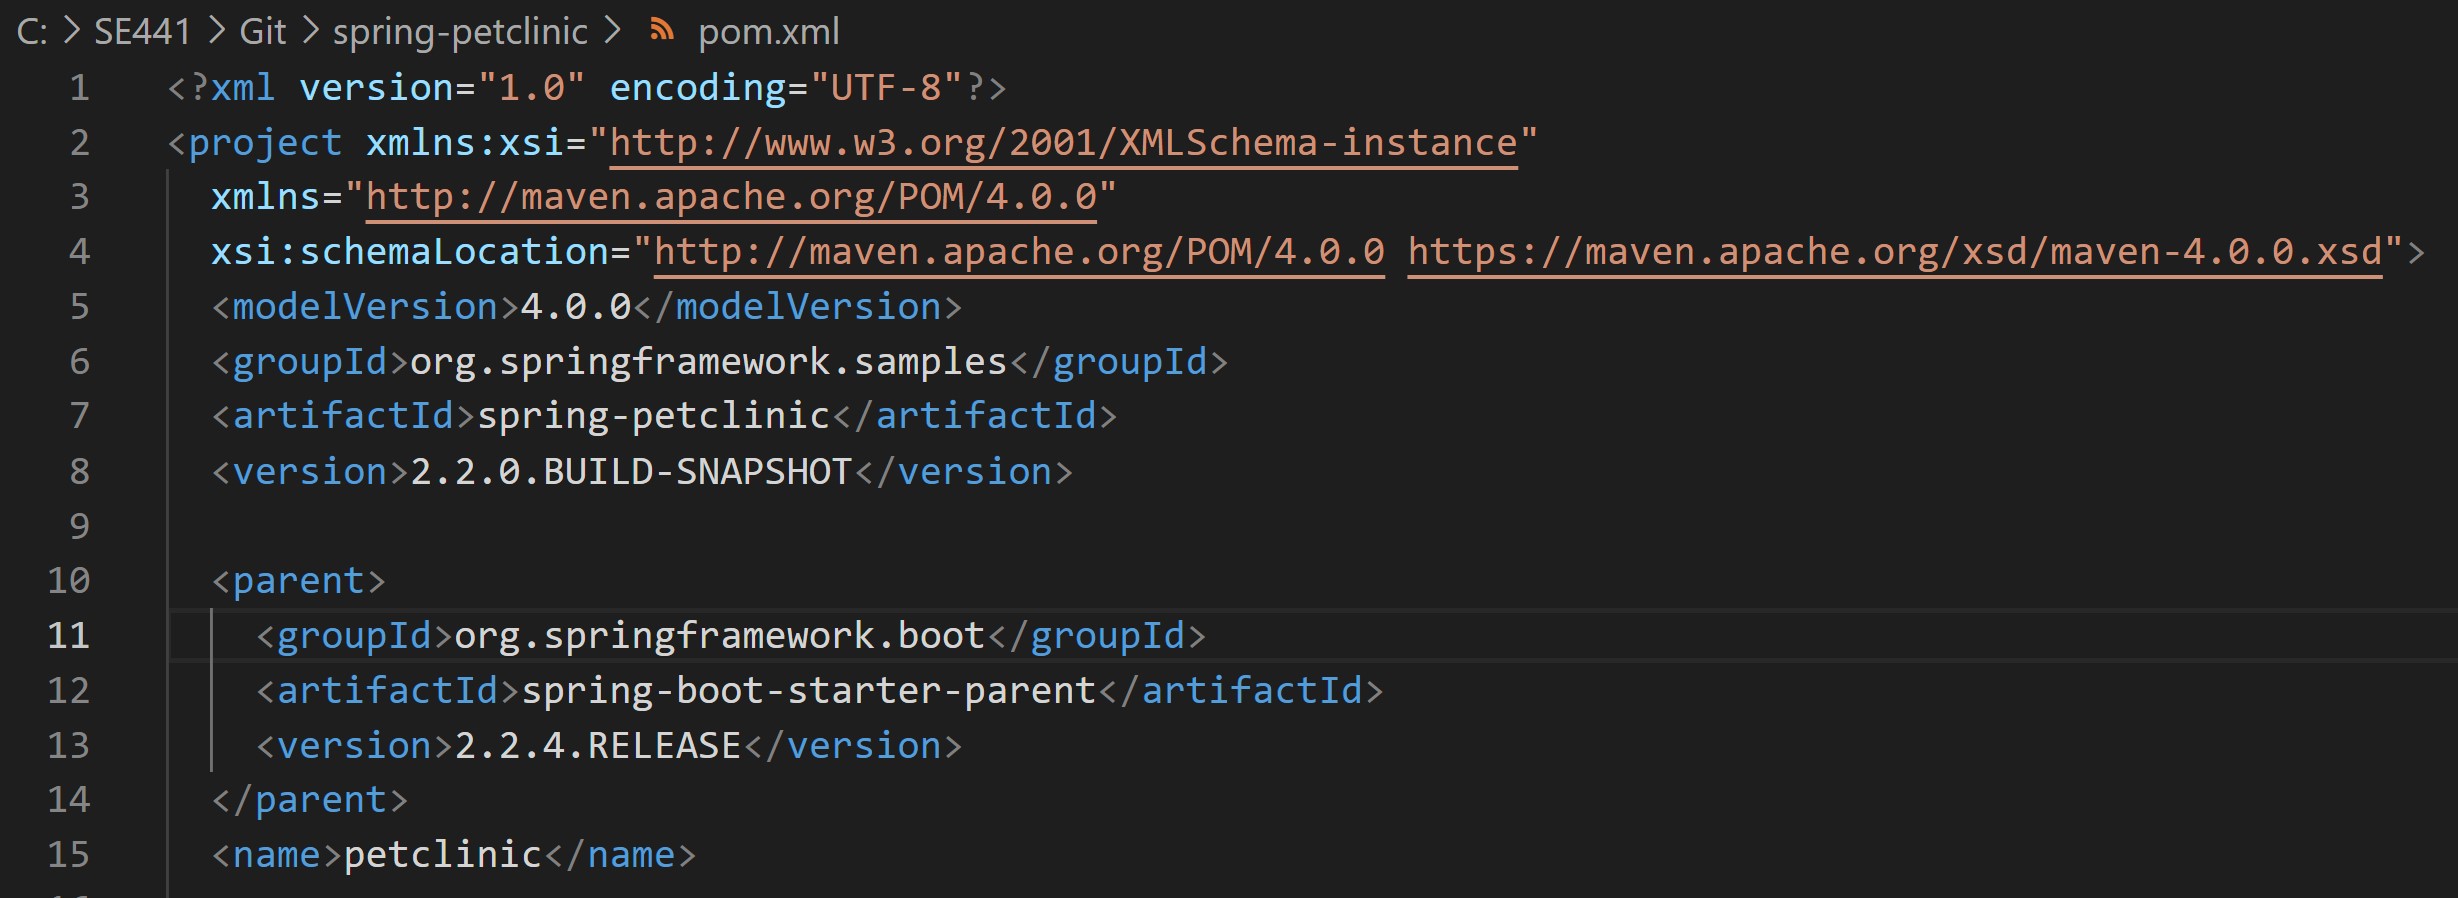 C: > SE441 > Git > spring-petclinic > pom.xml
1 <?xml version="1.0" encoding="UTF-8"?>
2 <project xmlns:xsi="http://www.w3.org/2001/XMLSchema-instance"
3 xmlns="http://maven.apache.org/POM/4.0.0"
4 xsi:schemaLocation="http://maven.apache.org/POM/4.0.0 https://maven.apache.org/xsd/maven-4.0.0.xsd">
5 <modelVersion>4.0.0</modelVersion>
6 <groupId>org.springframework.samples</groupId>
7 <artifactId>spring-petclinic</artifactId>
8 <version>2.2.0.BUILD-SNAPSHOT</version>
9
10 <parent>
11 <groupId>org.springframework.boot</groupId>
12 <artifactId>spring-boot-starter-parent</artifactId>
13 <version>2.2.4.RELEASE</version>
14 </parent>
15 <name>petclinic</name>